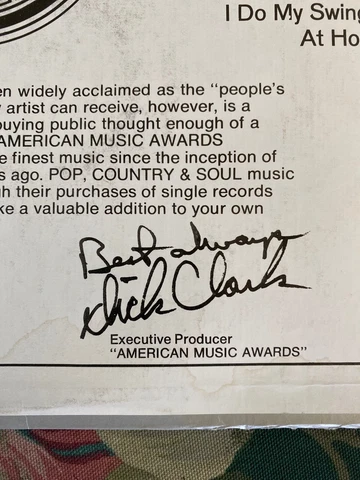 I Do My Swing
At Ho
en widely acclaimed as the "people's
y artist can receive, however, is a
buying public thought enough of a
AMERICAN MUSIC AWARDS
e finest music since the inception of
s ago. POP, COUNTRY & SOUL music
gh their purchases of single records
ke a valuable addition to your own
Best always
Dick Clark
Executive Producer
"AMERICAN MUSIC AWARDS"